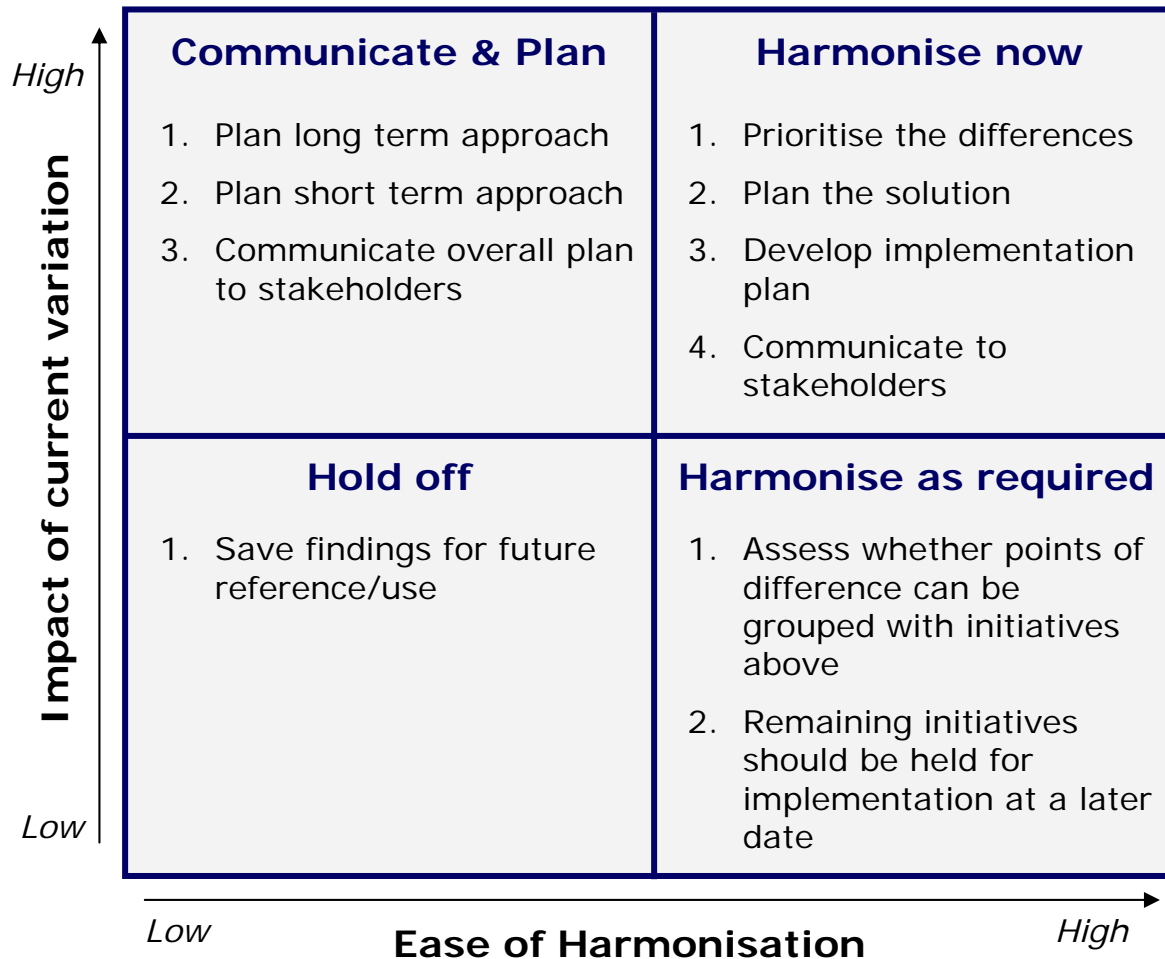 High
Impact of current variation
Low
Communicate & Plan
1. Plan long term approach
2. Plan short term approach
3. Communicate overall plan
to stakeholders
Harmonise now
1. Prioritise the differences
2. Plan the solution
3. Develop implementation
plan
4. Communicate to
stakeholders
Hold off
1. Save findings for future
reference/use
Harmonise as required
1. Assess whether points of
difference can be
grouped with initiatives
above
2. Remaining initiatives
should be held for
implementation at a later
date
Low
Ease of Harmonisation
High